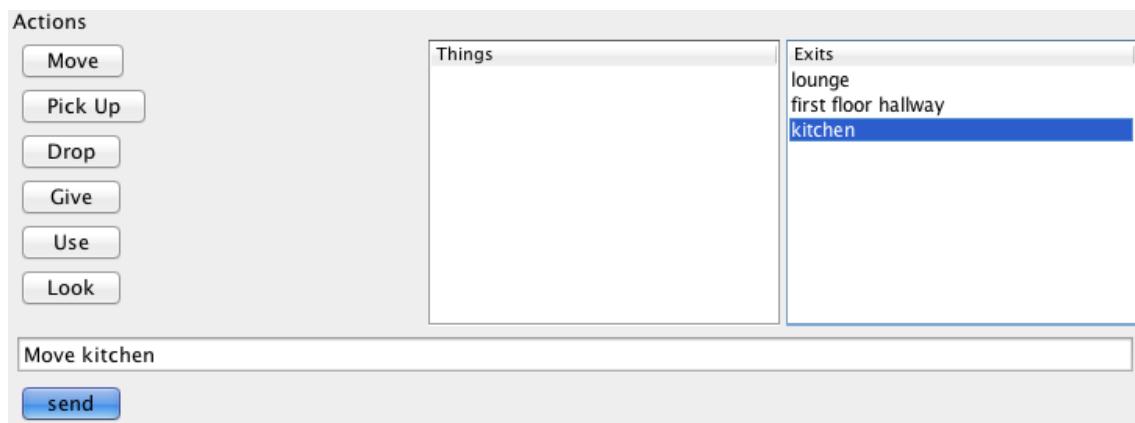 Actions
Move
Pick Up
Drop
Give
Use
Look
Things
Exits
lounge
first floor hallway
kitchen
Move kitchen
send